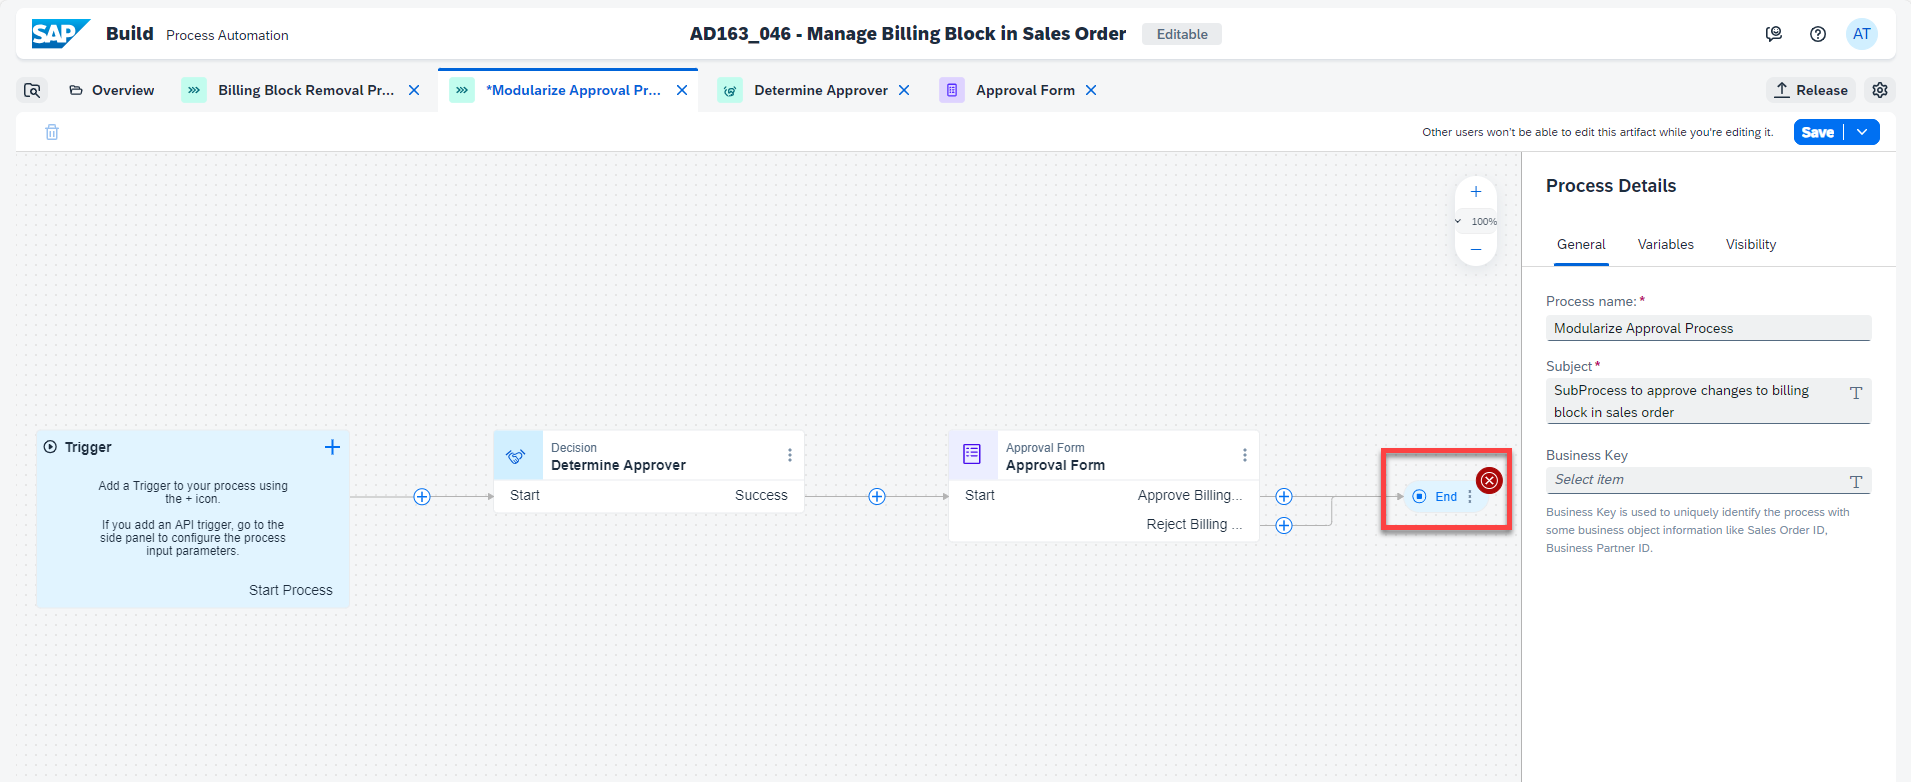 SAP Build Process Automation
AD163_046 - Manage Billing Block in Sales Order Editable
AT
Overview
Billing Block Removal Pr...
*Modularize Approval Pr...
Determine Approver
Approval Form
Release
Other users won't be able to edit this artifact while you're editing it.
Save
100%
Trigger
Add a Trigger to your process using
the + icon.
If you add an API trigger, go to the
side panel to configure the process
input parameters.
Start Process
Decision
Determine Approver
Start Success
Approval Form
Approval Form
Start Approve Billing...
Reject Billing ...
End
Process Details
General Variables Visibility
Process name: *
Modularize Approval Process
Subject *
SubProcess to approve changes to billing
block in sales order
Business Key
Select item
Business Key is used to uniquely identify the process with
some business object information like Sales Order ID,
Business Partner ID.